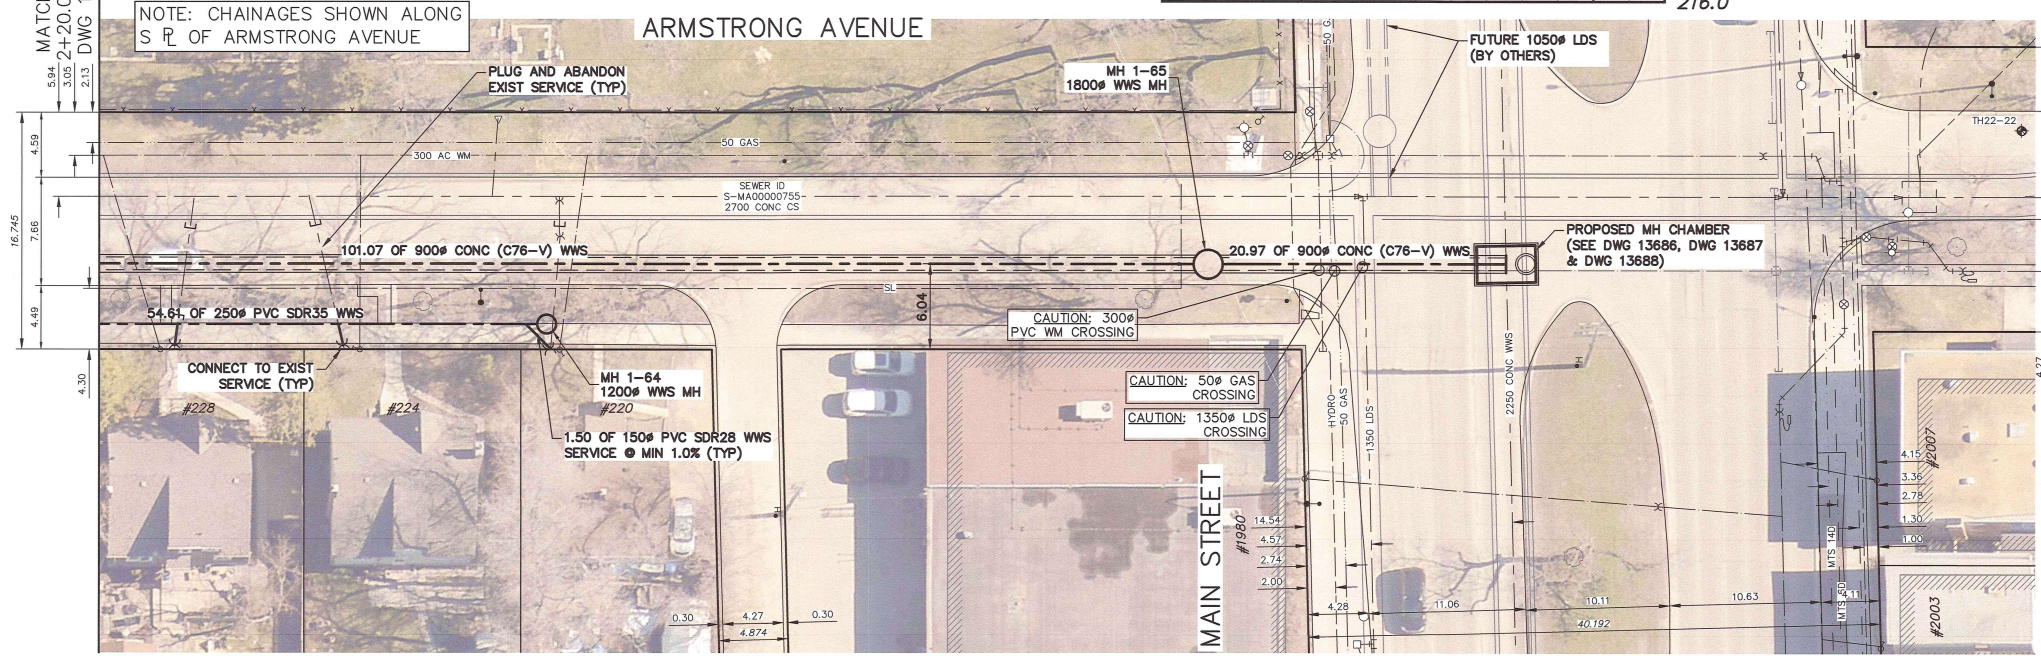 NOTE: CHAINAGES SHOWN ALONG
S PL OF ARMSTRONG AVENUE
ARMSTRONG AVENUE
216.0
2+20.0
DWG 1
5.94
3.05
2.13
PLUG AND ABANDON
EXIST SERVICE (TYP)
MH 1-65
1800ø WWS MH
FUTURE 1050ø LDS
(BY OTHERS)
TH22-22
50 G
4.59
7.66
4.49
16.745
4.30
50 GAS
300 AC WM
SEWER ID
S-MA00000755
2700 CONC CS
101.07 OF 900ø CONC (C76-V) WWS
20.97 OF 900ø CONC (C76-V) WWS
PROPOSED MH CHAMBER
(SEE DWG 13686, DWG 13687
& DWG 13688)
SL
6.04
54.61 OF 250ø PVC SDR35 WWS
CAUTION: 300ø
PVC WM CROSSING
CONNECT TO EXIST
SERVICE (TYP)
MH 1-64
1200ø WWS MH
#228
#224
#220
CAUTION: 50ø GAS
CROSSING
CAUTION: 1350ø LDS
CROSSING
1.50 OF 150ø PVC SDR28 WWS
SERVICE @ MIN 1.0% (TYP)
HYDRO
50 GAS
1350 LDS
2250 CONC WWS
4.27
#2007
4.15
3.36
2.78
1.30
1.00
MAIN STREET
#1980
14.54
4.57
2.74
2.00
MTS 14D
MTS 6D
0.30
4.27
0.30
4.874
4.28
11.06
10.11
10.63
4.11
40.192
#2003